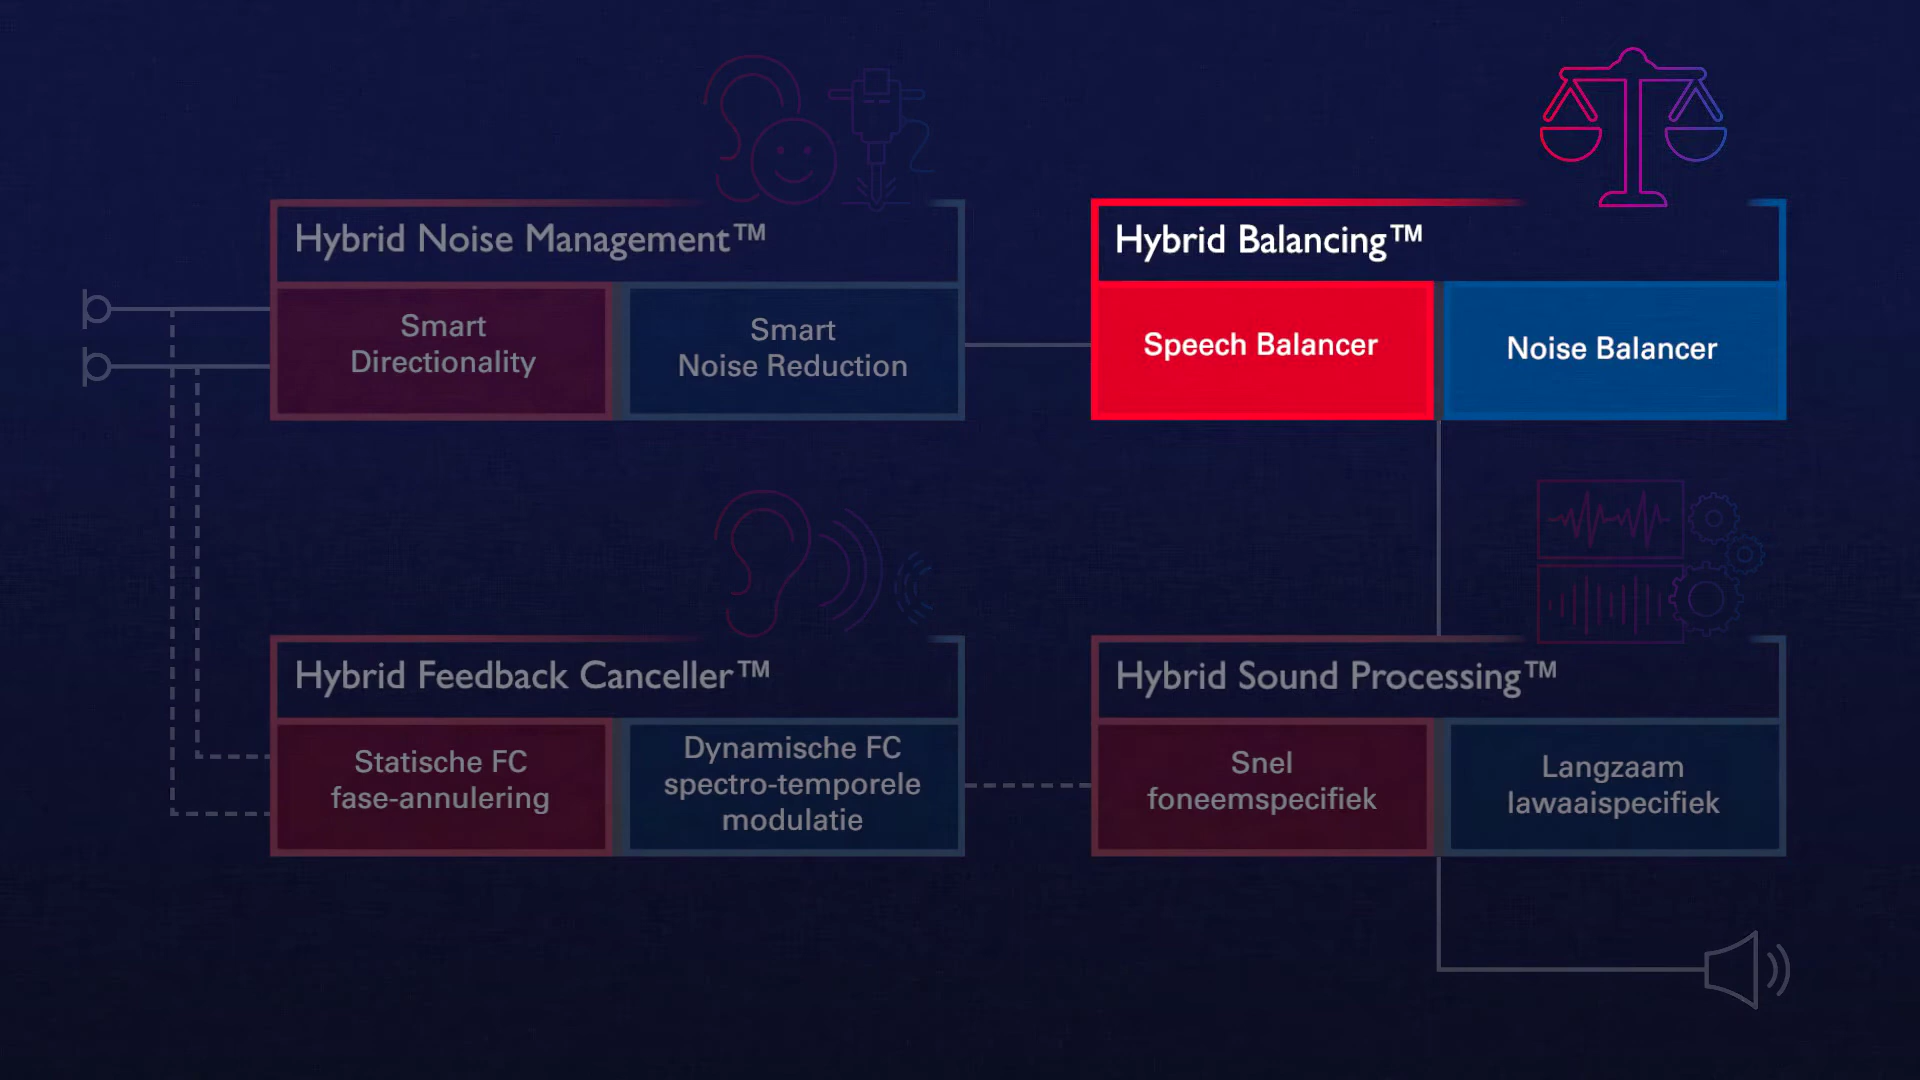 Hybrid Noise Management™
Smart
Directionality
Smart
Noise Reduction
Hybrid Balancing™
Speech Balancer
Noise Balancer
Hybrid Feedback Canceller™
Statische FC
fase-annulering
Dynamische FC
spectro-temporele
modulatie
Hybrid Sound Processing™
Snel
foneemspecifiek
Langzaam
lawaaispecifiek